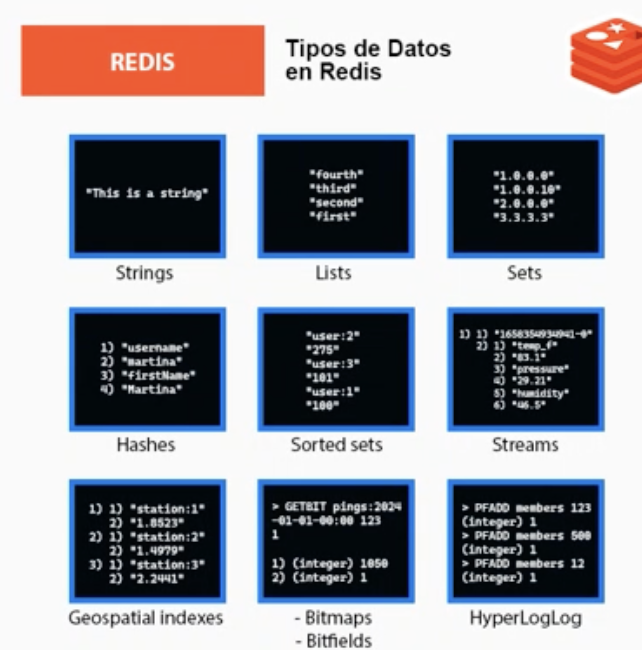 REDIS
Tipos de Datos
en Redis
"This is a string"
Strings
"fourth"
"third"
"second"
"first"
Lists
"1.0.0.0"
"1.0.0.10"
"2.0.0.0"
"3.3.3.3"
Sets
1) "username"
2) "martina"
3) "firstName"
4) "Martina"
Hashes
"user:2"
"275"
"user:3"
"101"
"user:1"
"100"
Sorted sets
1) 1) "1658354934941-0"
2) 1) "temp_f"
2) "83.1"
3) "pressure"
4) "29.21"
5) "humidity"
6) "46.5"
Streams
1) 1) "station:1"
2) "1.8523"
2) 1) "station:2"
2) "1.4979"
3) 1) "station:3"
2) "2.2441"
Geospatial indexes
> GETBIT pings:2024
-01-01-00:00 123
1
1) (integer) 1050
2) (integer) 1
- Bitmaps
- Bitfields
> PFADD members 123
(integer) 1
> PFADD members 500
(integer) 1
> PFADD members 12
(integer) 1
HyperLogLog